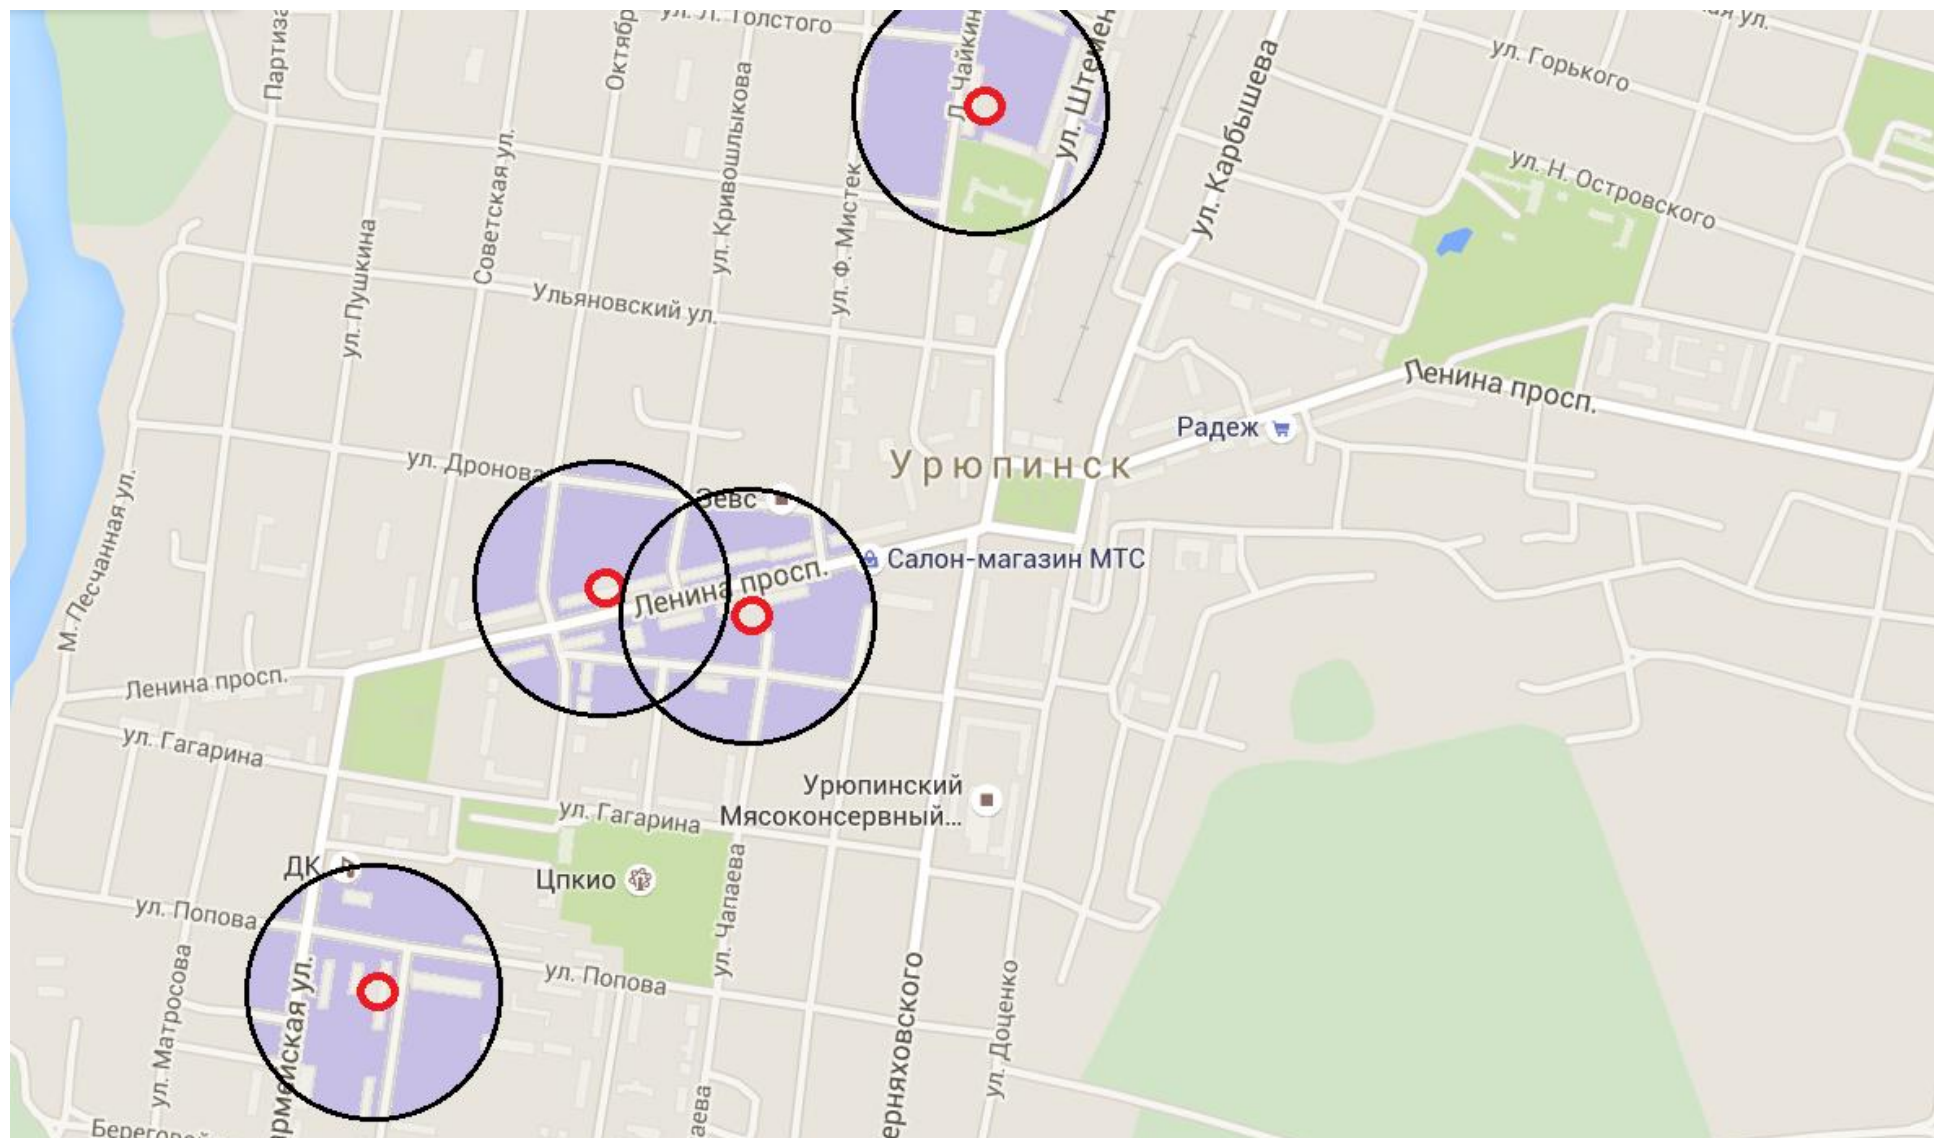 ул. Л. Толстого
ул. Горького
Октябр
Партиза
Л. Чайкин
ул. Штемен
ул. Карбышева
ул. Кривошлыкова
Советская ул.
ул. Н. Островского
ул. Ф. Мистек
ул. Пушкина
Ульяновский ул.
Ленина просп.
Радеж
ул. Дронова
Урюпинск
Зевс
М. Песчанная ул.
Салон-магазин МТС
Ленина просп.
Ленина просп.
ул. Гагарина
Урюпинский
Мясоконсервный...
ул. Гагарина
ДК
Цпкио
ул. Чапаева
ул. Попова
ул. Попова
ул. Матросова
армейская ул.
ерняховского
ул. Доценко
аева
Берегово